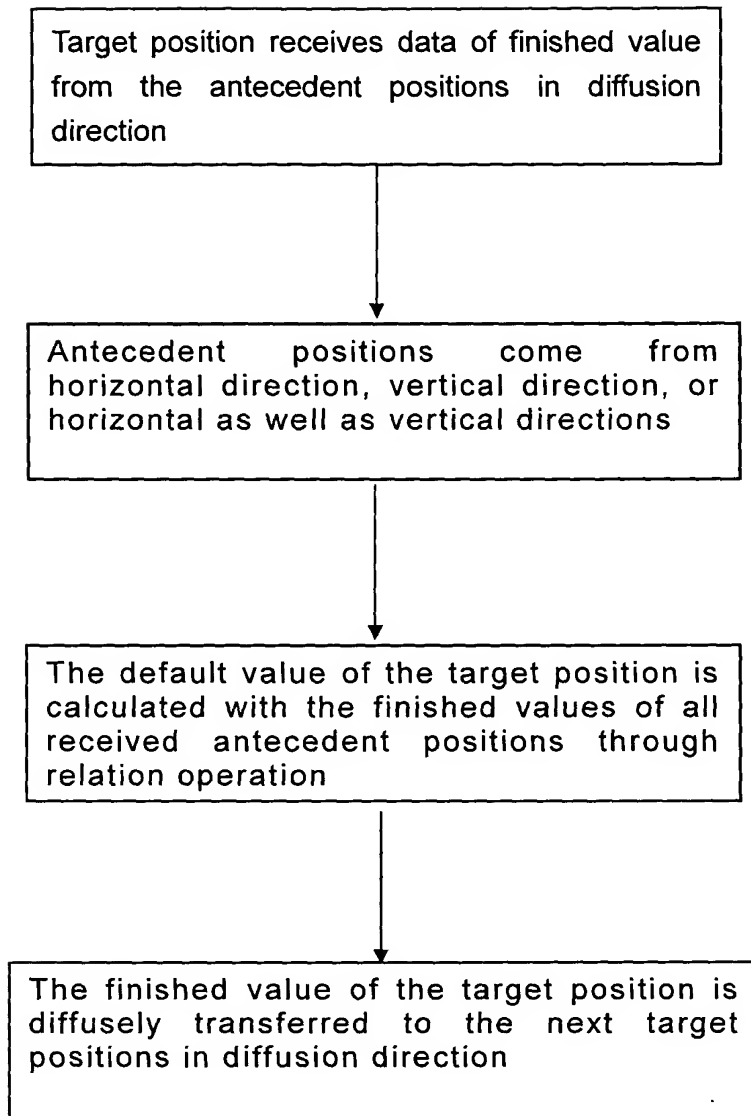 Target position receives data of finished value
from the antecedent positions in diffusion
direction
Antecedent positions come from
horizontal direction, vertical direction, or
horizontal as well as vertical directions
The default value of the target position is
calculated with the finished values of all
received antecedent positions through
relation operation
The finished value of the target position is
diffusely transferred to the next target
positions in diffusion direction